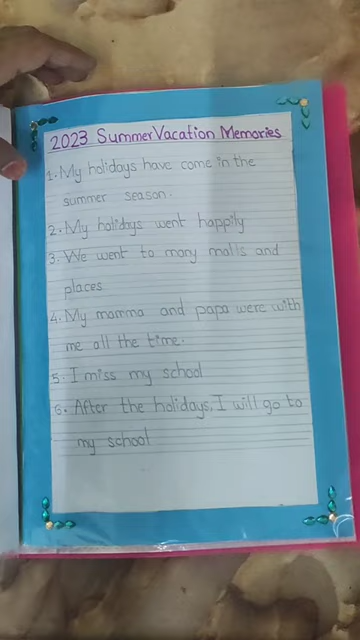 2023 Summer Vacation Memories
1. My holidays have come in the
summer season.
2. My holidays went happily
3. We went to many malls and
places
4. My mamma and papa were with
me all the time.
5. I miss my school
6. After the holidays, I will go to
my school